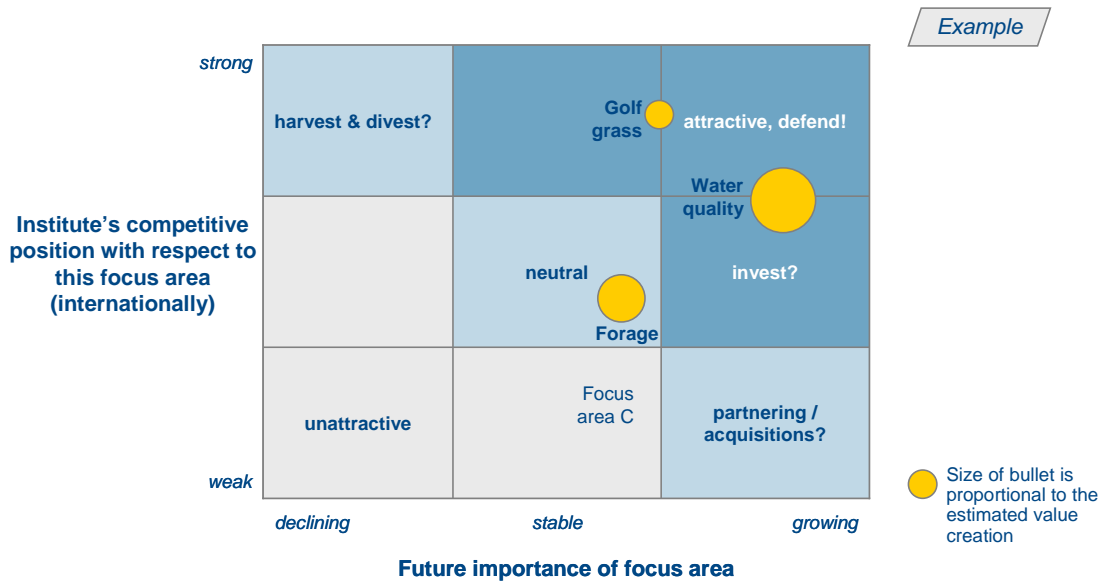 Example
strong
harvest & divest?
Golf
grass
attractive, defend!
Water
quality
Institute’s competitive
position with respect to
this focus area
(internationally)
neutral
invest?
Forage
Focus
area C
unattractive
partnering /
acquisitions?
weak
Size of bullet is
proportional to the
estimated value
creation
declining
stable
growing
Future importance of focus area